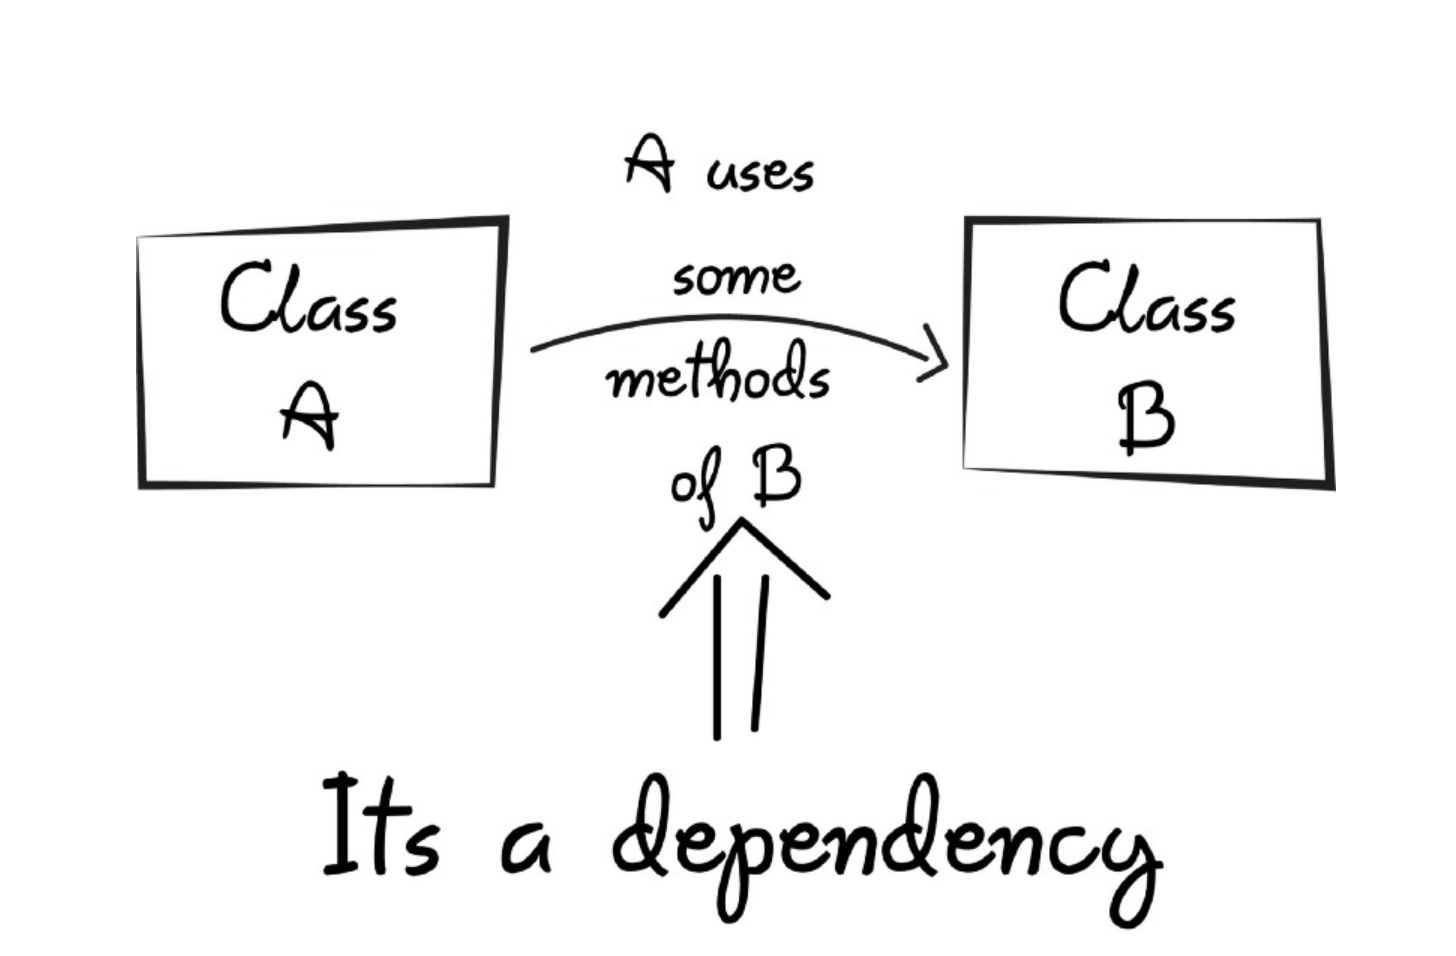 A uses
some
methods
of B
Class
A
Class
B
Its a dependency